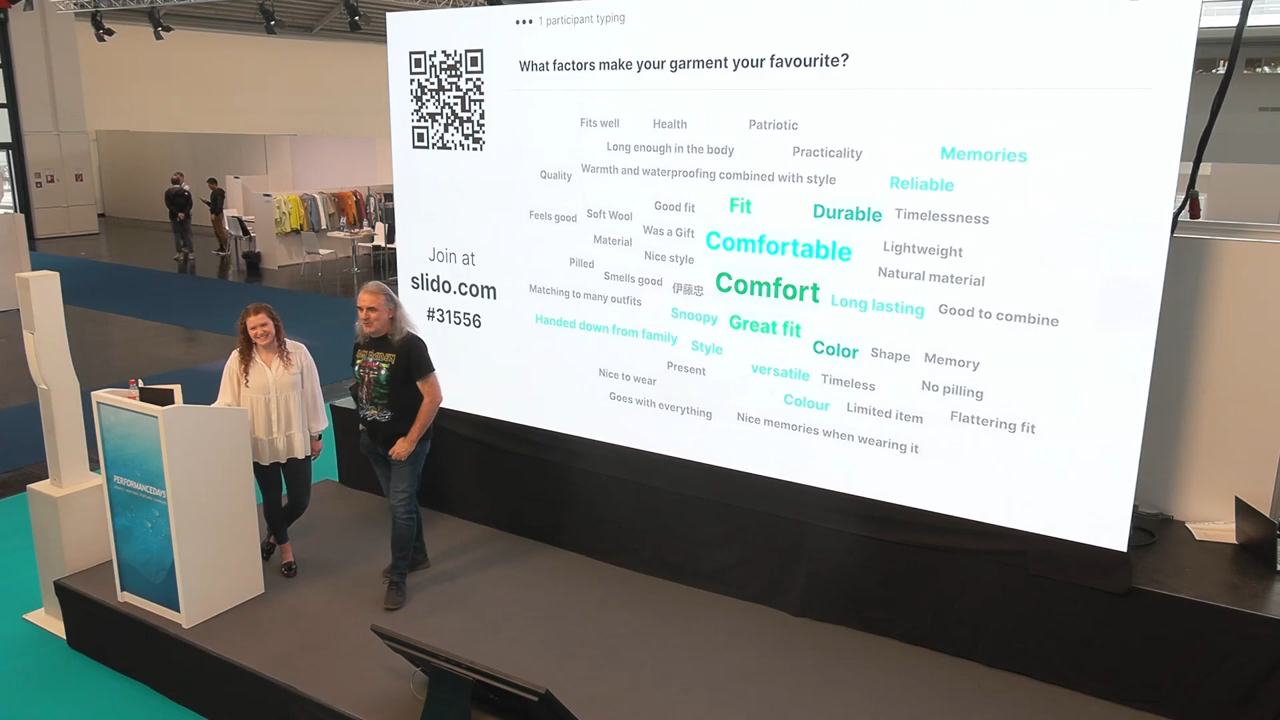 ••• 1 participant typing
What factors make your garment your favourite?
Fits well Health Patriotic
Long enough in the body Practicality Memories
Quality Warmth and waterproofing combined with style Reliable
Feels good Soft Wool Good fit Fit Durable Timelessness
Material Was a Gift Comfortable Lightweight
Pilled Nice style Natural material
Smells good 伊藤忠 Comfort Long lasting Good to combine
Matching to many outfits Snoopy Great fit
Handed down from family Style Color Shape Memory
Present versatile Timeless No pilling
Nice to wear Colour Limited item Flattering fit
Goes with everything Nice memories when wearing it
Join at
slido.com
#31556
IRON MAIDEN
PERFORMANCEDAYS